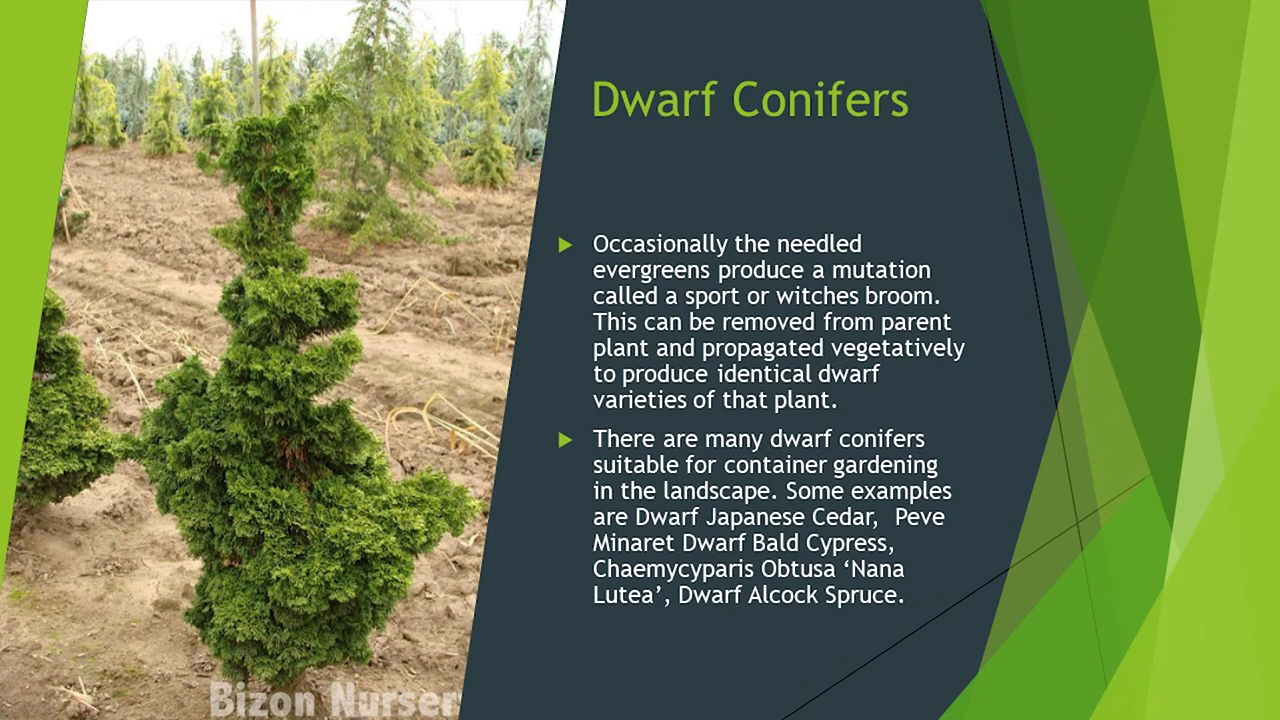 Dwarf Conifers
Occasionally the needled
evergreens produce a mutation
called a sport or witches broom.
This can be removed from parent
plant and propagated vegetatively
to produce identical dwarf
varieties of that plant.
There are many dwarf conifers
suitable for container gardening
in the landscape. Some examples
are Dwarf Japanese Cedar,  Peve
Minaret Dwarf Bald Cypress,
Chaemycyparis Obtusa ‘Nana
Lutea’, Dwarf Alcock Spruce.
Bizon Nurser